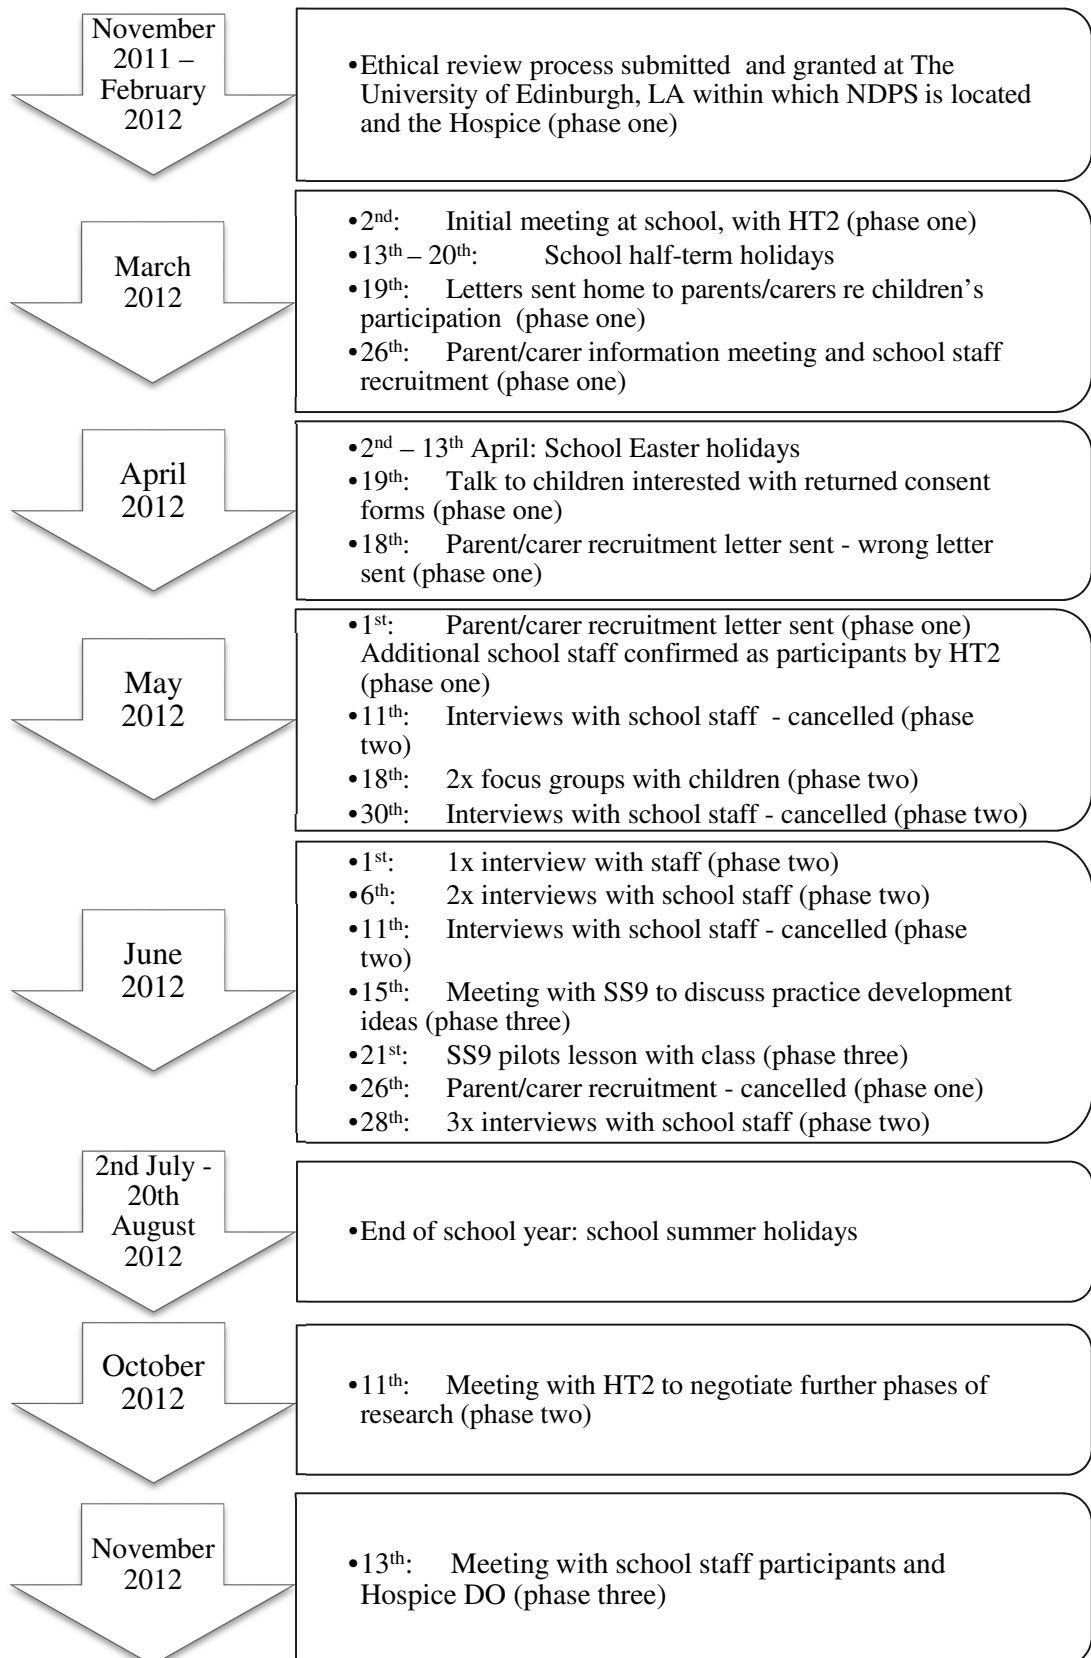 November
2011 –
February
2012
•Ethical review process submitted  and granted at The
University of Edinburgh, LA within which NDPS is located
and the Hospice (phase one)
March
2012
•2nd: Initial meeting at school, with HT2 (phase one)
•13th – 20th: School half-term holidays
•19th: Letters sent home to parents/carers re children’s
participation  (phase one)
•26th: Parent/carer information meeting and school staff
recruitment (phase one)
April
2012
•2nd – 13th April: School Easter holidays
•19th: Talk to children interested with returned consent
forms (phase one)
•18th: Parent/carer recruitment letter sent - wrong letter
sent (phase one)
May
2012
•1st: Parent/carer recruitment letter sent (phase one)
Additional school staff confirmed as participants by HT2
(phase one)
•11th: Interviews with school staff  - cancelled (phase
two)
•18th: 2x focus groups with children (phase two)
•30th: Interviews with school staff - cancelled (phase two)
June
2012
•1st: 1x interview with staff (phase two)
•6th: 2x interviews with school staff (phase two)
•11th: Interviews with school staff - cancelled (phase
two)
•15th: Meeting with SS9 to discuss practice development
ideas (phase three)
•21st: SS9 pilots lesson with class (phase three)
•26th: Parent/carer recruitment - cancelled (phase one)
•28th: 3x interviews with school staff (phase two)
2nd July -
20th
August
2012
•End of school year: school summer holidays
October
2012
•11th: Meeting with HT2 to negotiate further phases of
research (phase two)
November
2012
•13th: Meeting with school staff participants and
Hospice DO (phase three)